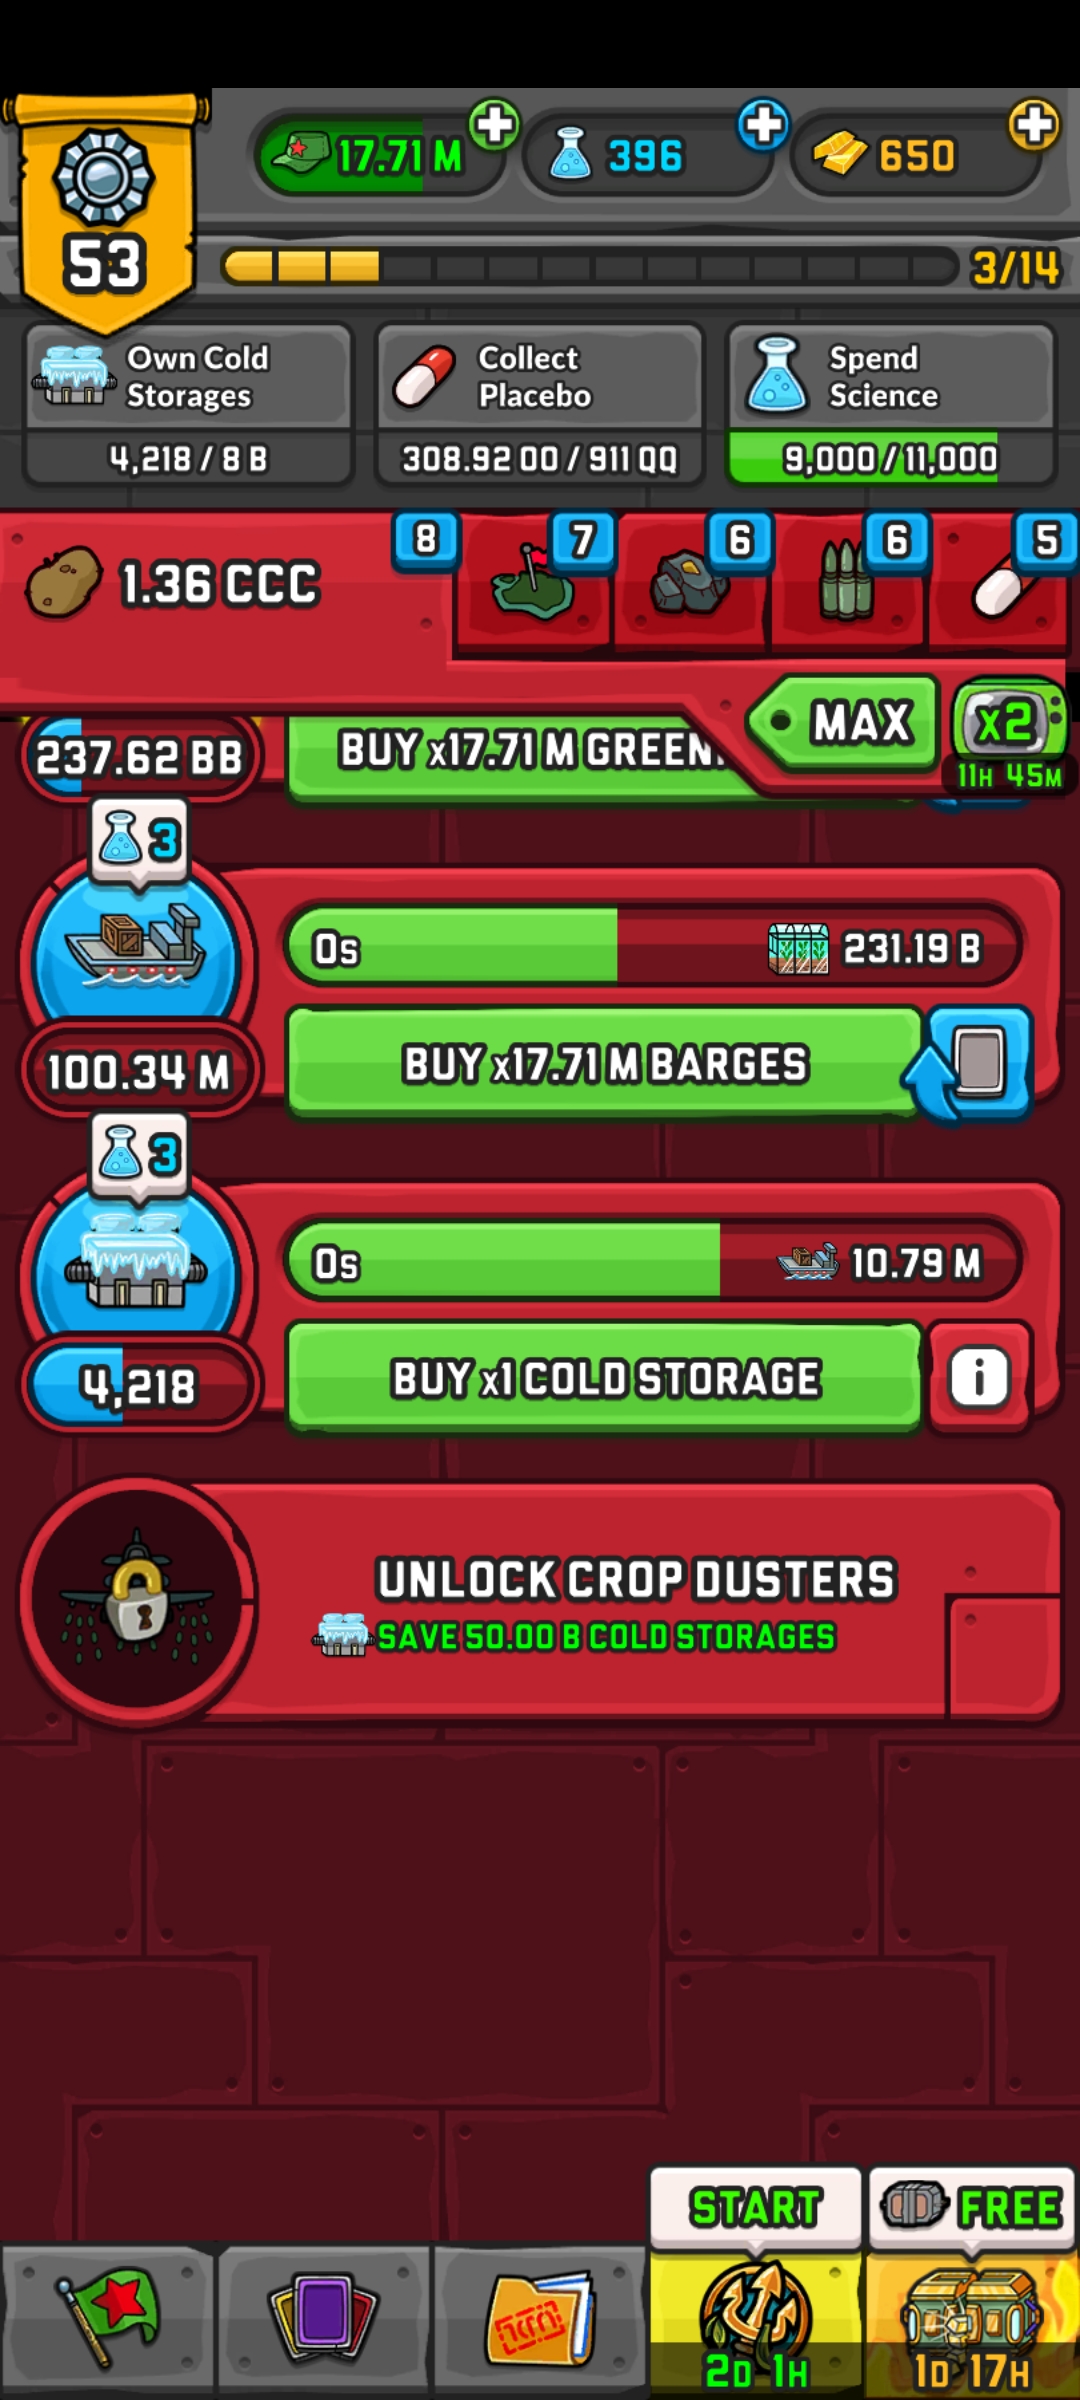 17.71 M
396
650
53
3/14
Own Cold
Storages
4,218 / 8 B
Collect
Placebo
308.92 OO / 911 QQ
Spend
Science
9,000 / 11,000
1.36 CCC
8
7
6
6
5
MAX
x2
11H 45M
237.62 BB
BUY x17.71 M GREEN
3
0s
231.19 B
100.34 M
BUY x17.71 M BARGES
3
0s
10.79 M
4,218
BUY x1 COLD STORAGE
i
UNLOCK CROP DUSTERS
SAVE 50.00 B COLD STORAGES
START
FREE
2D 1H
1D 17H